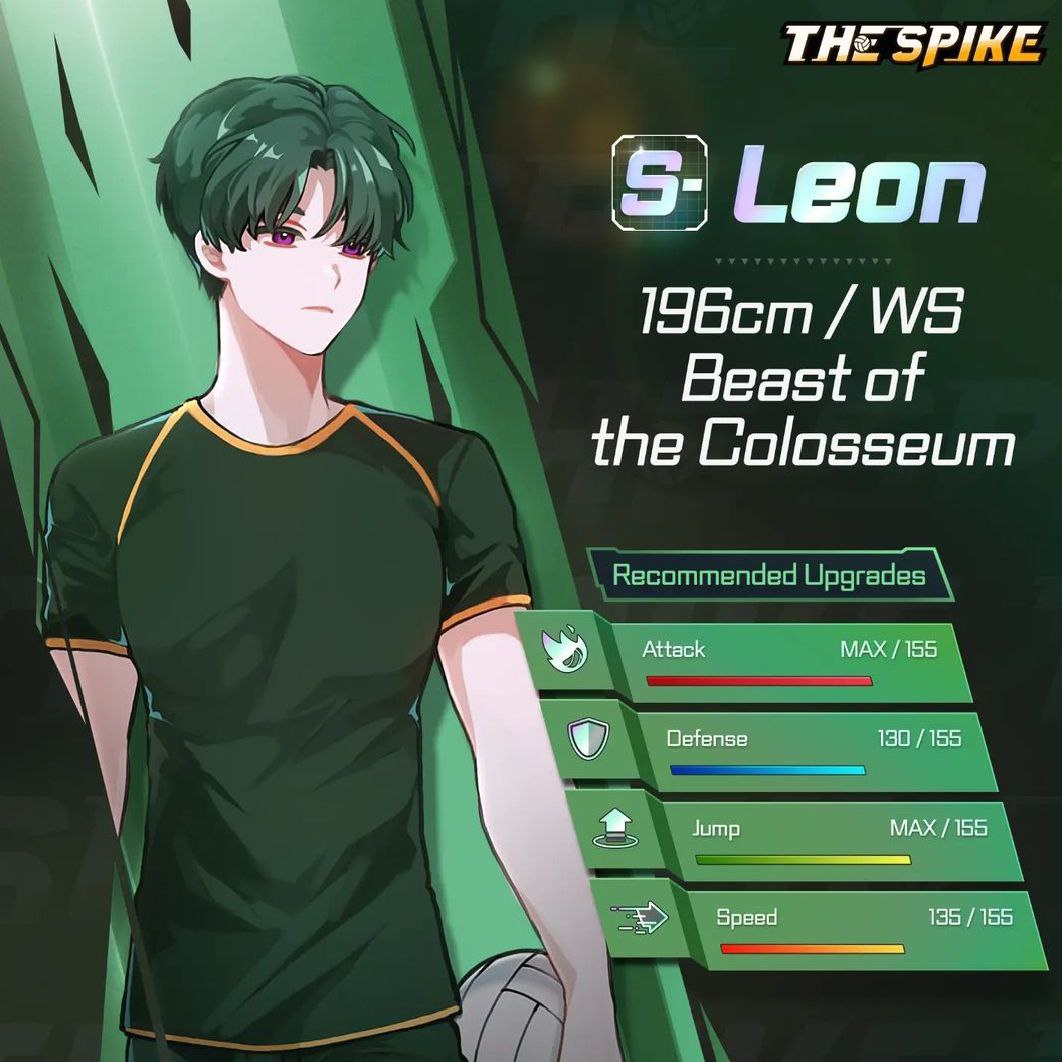 THE SPIKE
S- Leon
196cm / WS
Beast of
the Colosseum
Recommended Upgrades
Attack MAX / 155
Defense 130 / 155
Jump MAX / 155
Speed 135 / 155